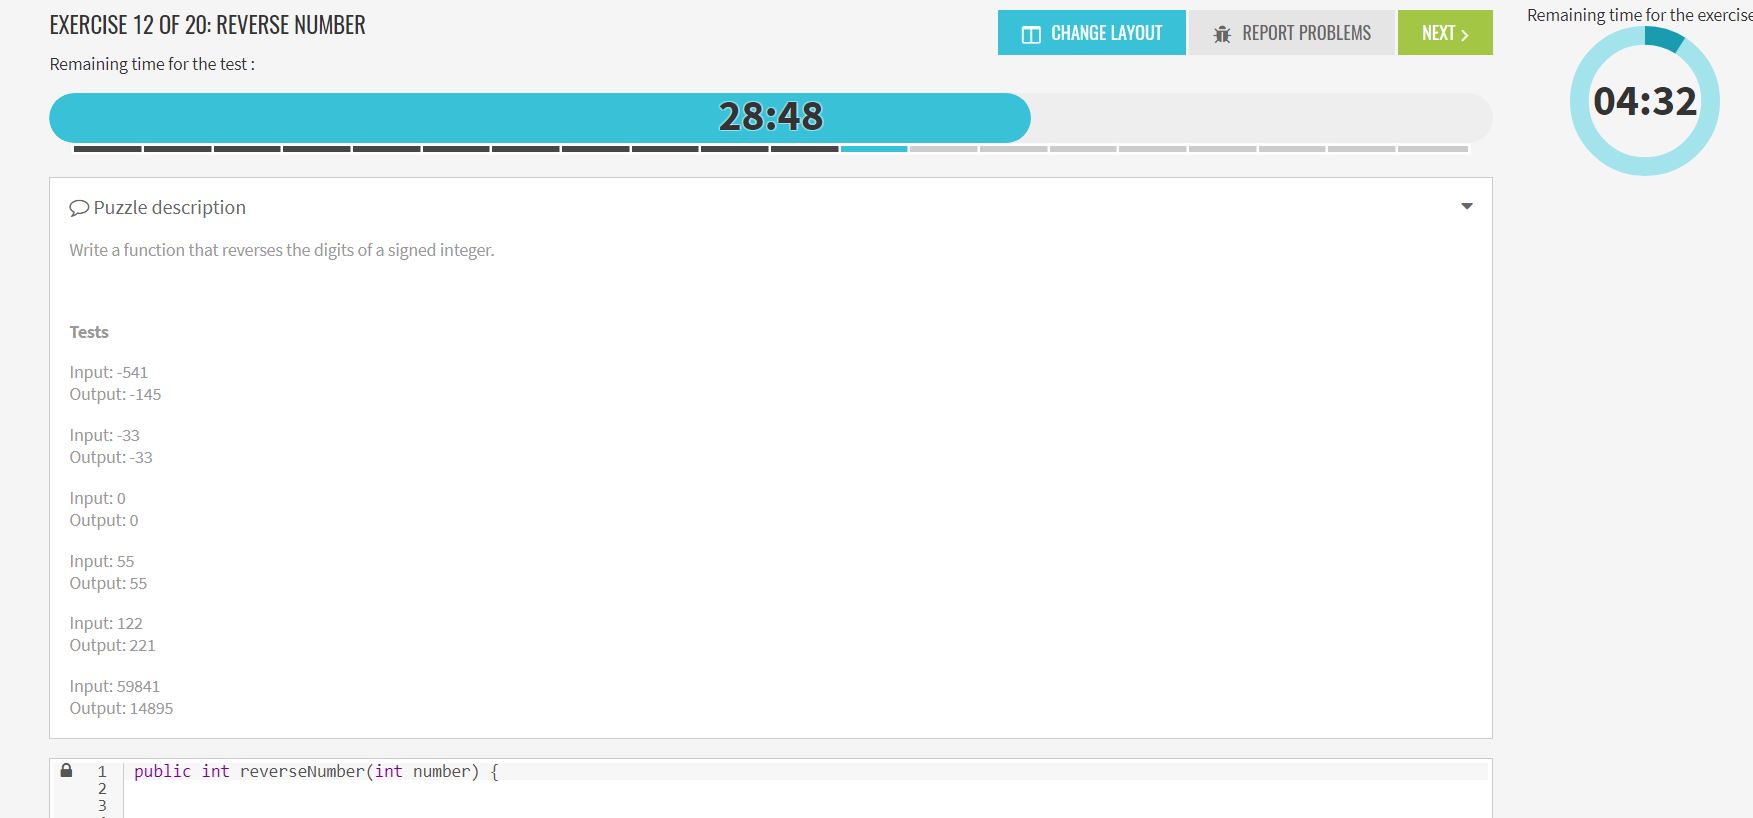 EXERCISE 12 OF 20: REVERSE NUMBER
CHANGE LAYOUT
REPORT PROBLEMS
NEXT
Remaining time for the exercise
Remaining time for the test :
28:48
04:32
Puzzle description
Write a function that reverses the digits of a signed integer.
Tests
Input: -541
Output: -145
Input: -33
Output: -33
Input: 0
Output: 0
Input: 55
Output: 55
Input: 122
Output: 221
Input: 59841
Output: 14895
1 public int reverseNumber(int number) {
2
3